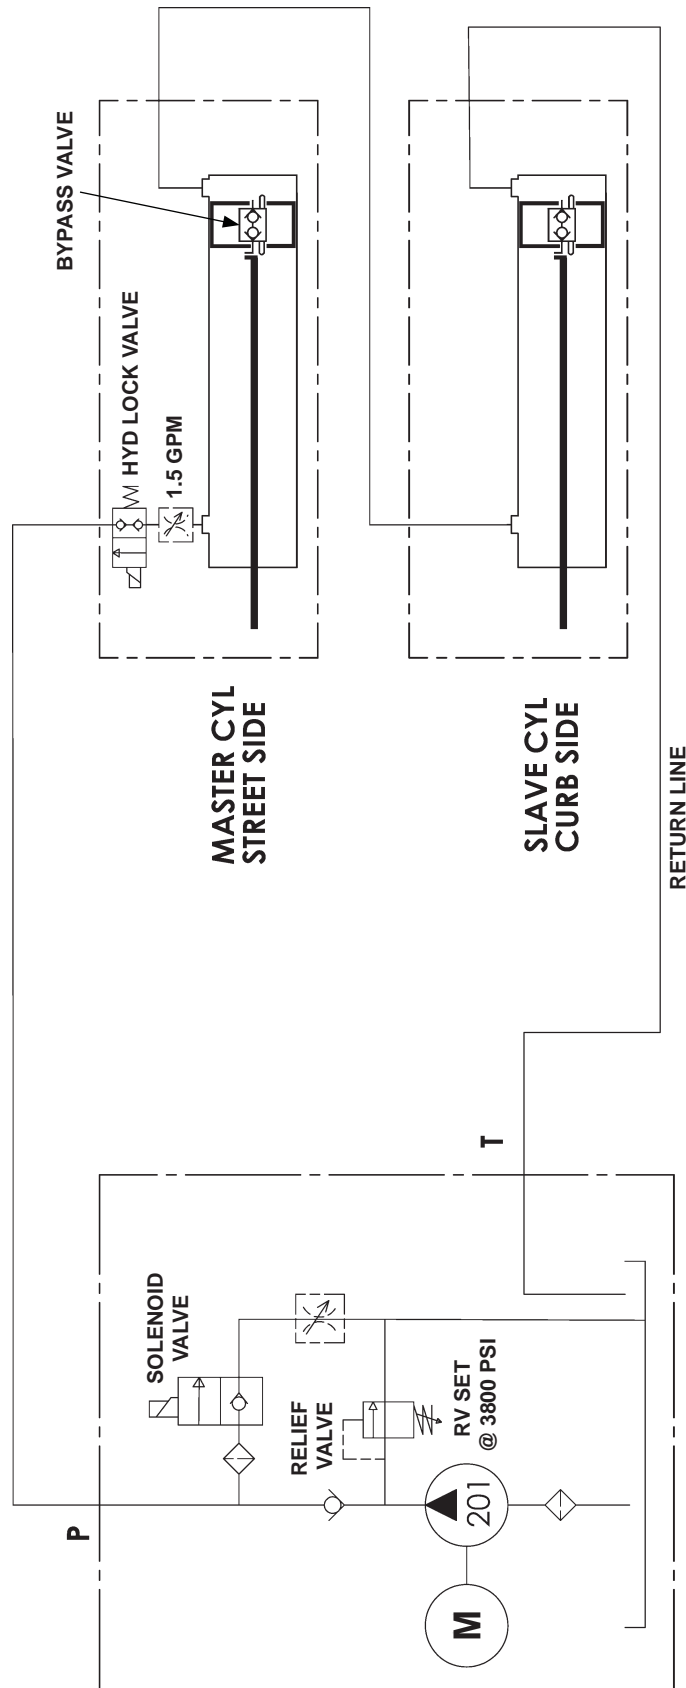 BYPASS VALVE
HYD LOCK VALVE
1.5 GPM
MASTER CYL
STREET SIDE
SLAVE CYL
CURB SIDE
RETURN LINE
P
T
SOLENOID
VALVE
RELIEF
VALVE
RV SET
@ 3800 PSI
201
M